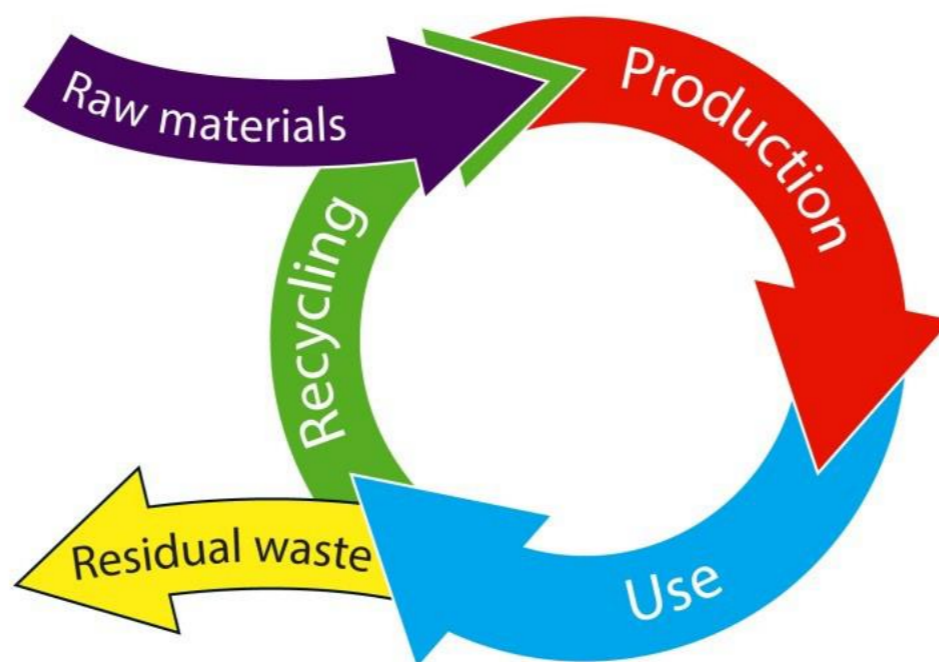 Raw materials
Production
Use
Recycling
Residual waste